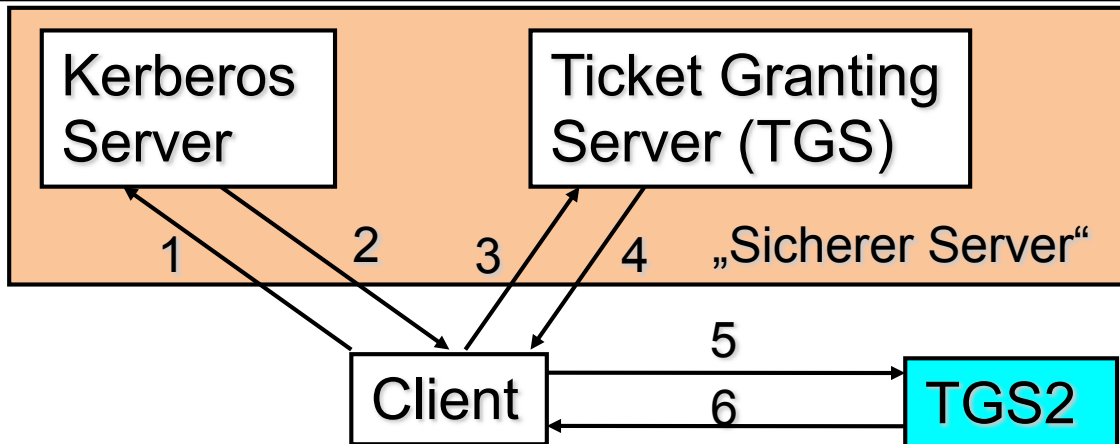 Kerberos
Server
Ticket Granting
Server (TGS)
1
2
3
4
„Sicherer Server“
5
Client
6
TGS2